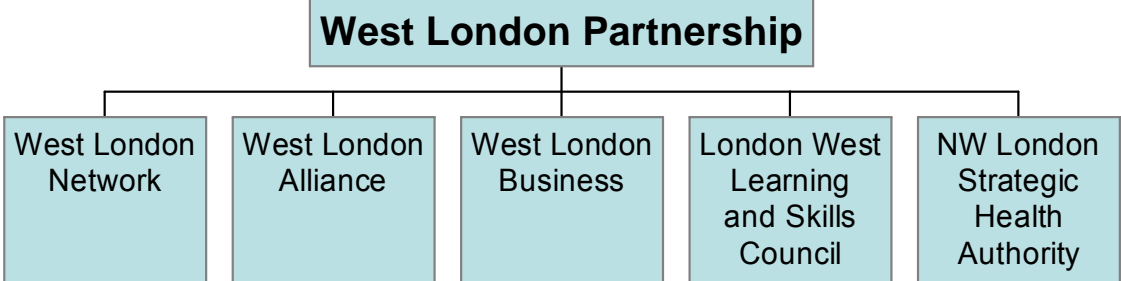 West London Partnership
West London
Network
West London
Alliance
West London
Business
London West
Learning
and Skills
Council
NW London
Strategic
Health
Authority